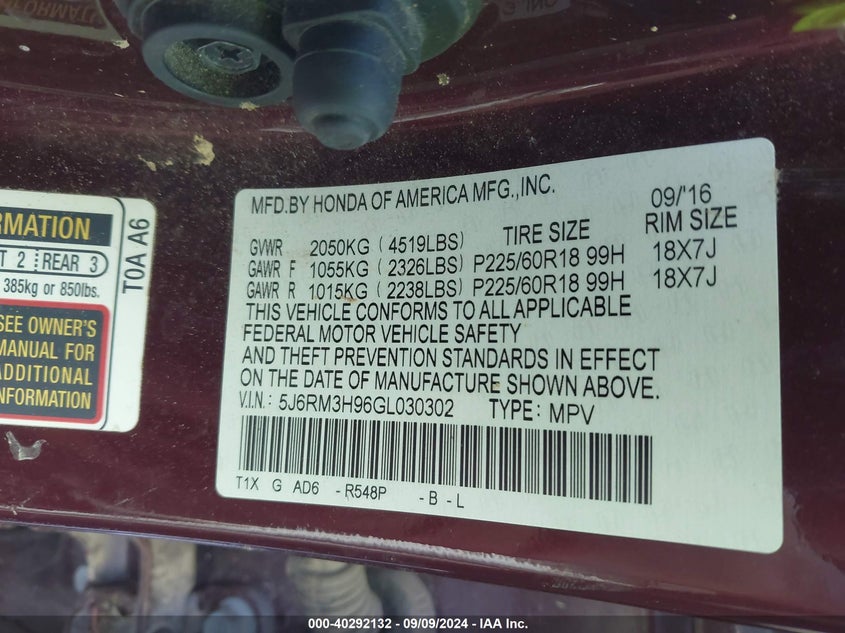 MFD.BY HONDA OF AMERICA MFG.,INC. 09/'16
TIRE SIZE RIM SIZE
GVWR 2050KG (4519LBS)
GAWR F 1055KG (2326LBS) P225/60R18 99H 18X7J
GAWR R 1015KG (2238LBS) P225/60R18 99H 18X7J
THIS VEHICLE CONFORMS TO ALL APPLICABLE
FEDERAL MOTOR VEHICLE SAFETY
AND THEFT PREVENTION STANDARDS IN EFFECT
ON THE DATE OF MANUFACTURE SHOWN ABOVE.
V.I.N: 5J6RM3H96GL030302 TYPE: MPV
T1X G AD6 -R548P -B-L
REAR 3
385kg or 850lbs.
SEE OWNER'S
MANUAL FOR
ADDITIONAL
INFORMATION
T0A A6
000-40292132 - 09/09/2024 - IAA Inc.